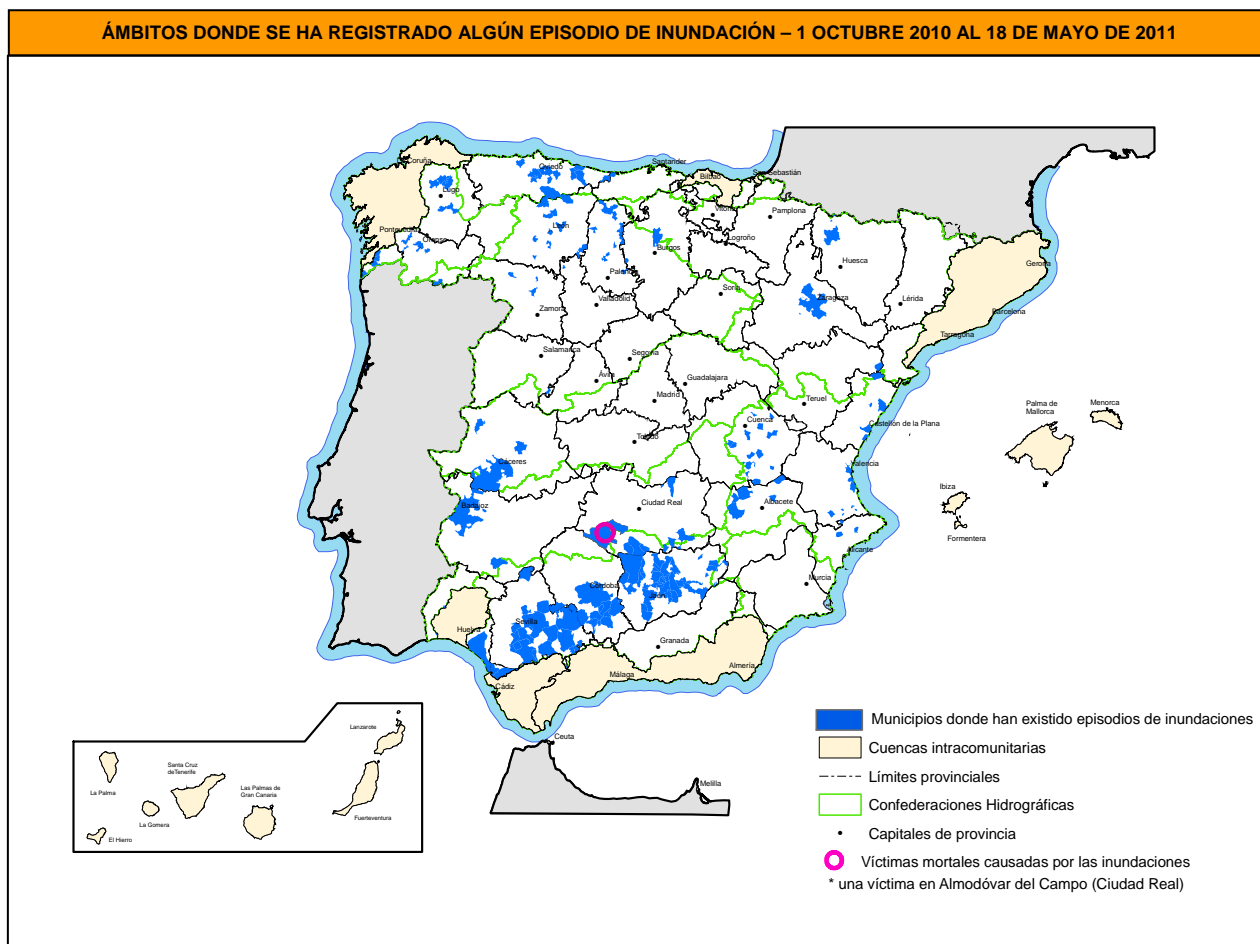 ÁMBITOS DONDE SE HA REGISTRADO ALGÚN EPISODIO DE INUNDACIÓN – 1 OCTUBRE 2010 AL 18 DE MAYO DE 2011
Oviedo
Santander
Bilbao
San Sebastián
Lugo
Vitoria
Pamplona
Pontevedra
León
Logroño
Orense
Burgos
Huesca
Gerona
Palencia
Soria
Zaragoza
Lérida
Valladolid
Zamora
Barcelona
Tarragona
Salamanca
Segovia
Ávila
Guadalajara
Madrid
Teruel
Palma de
Mallorca
Menorca
Cuenca
Castellón de la Plana
Toledo
Cáceres
Valencia
Ibiza
Badajoz
Ciudad Real
Albacete
Formentera
Alicante
Córdoba
Murcia
Jaén
Sevilla
Huelva
Granada
Almería
Málaga
Cádiz
Ceuta
Melilla
Lanzarote
Santa Cruz
deTenerife
La Palma
Las Palmas de
Gran Canaria
La Gomera
Fuerteventura
El Hierro
Municipios donde han existido episodios de inundaciones
Cuencas intracomunitarias
Límites provinciales
Confederaciones Hidrográficas
Capitales de provincia
Víctimas mortales causadas por las inundaciones
* una víctima en Almodóvar del Campo (Ciudad Real)